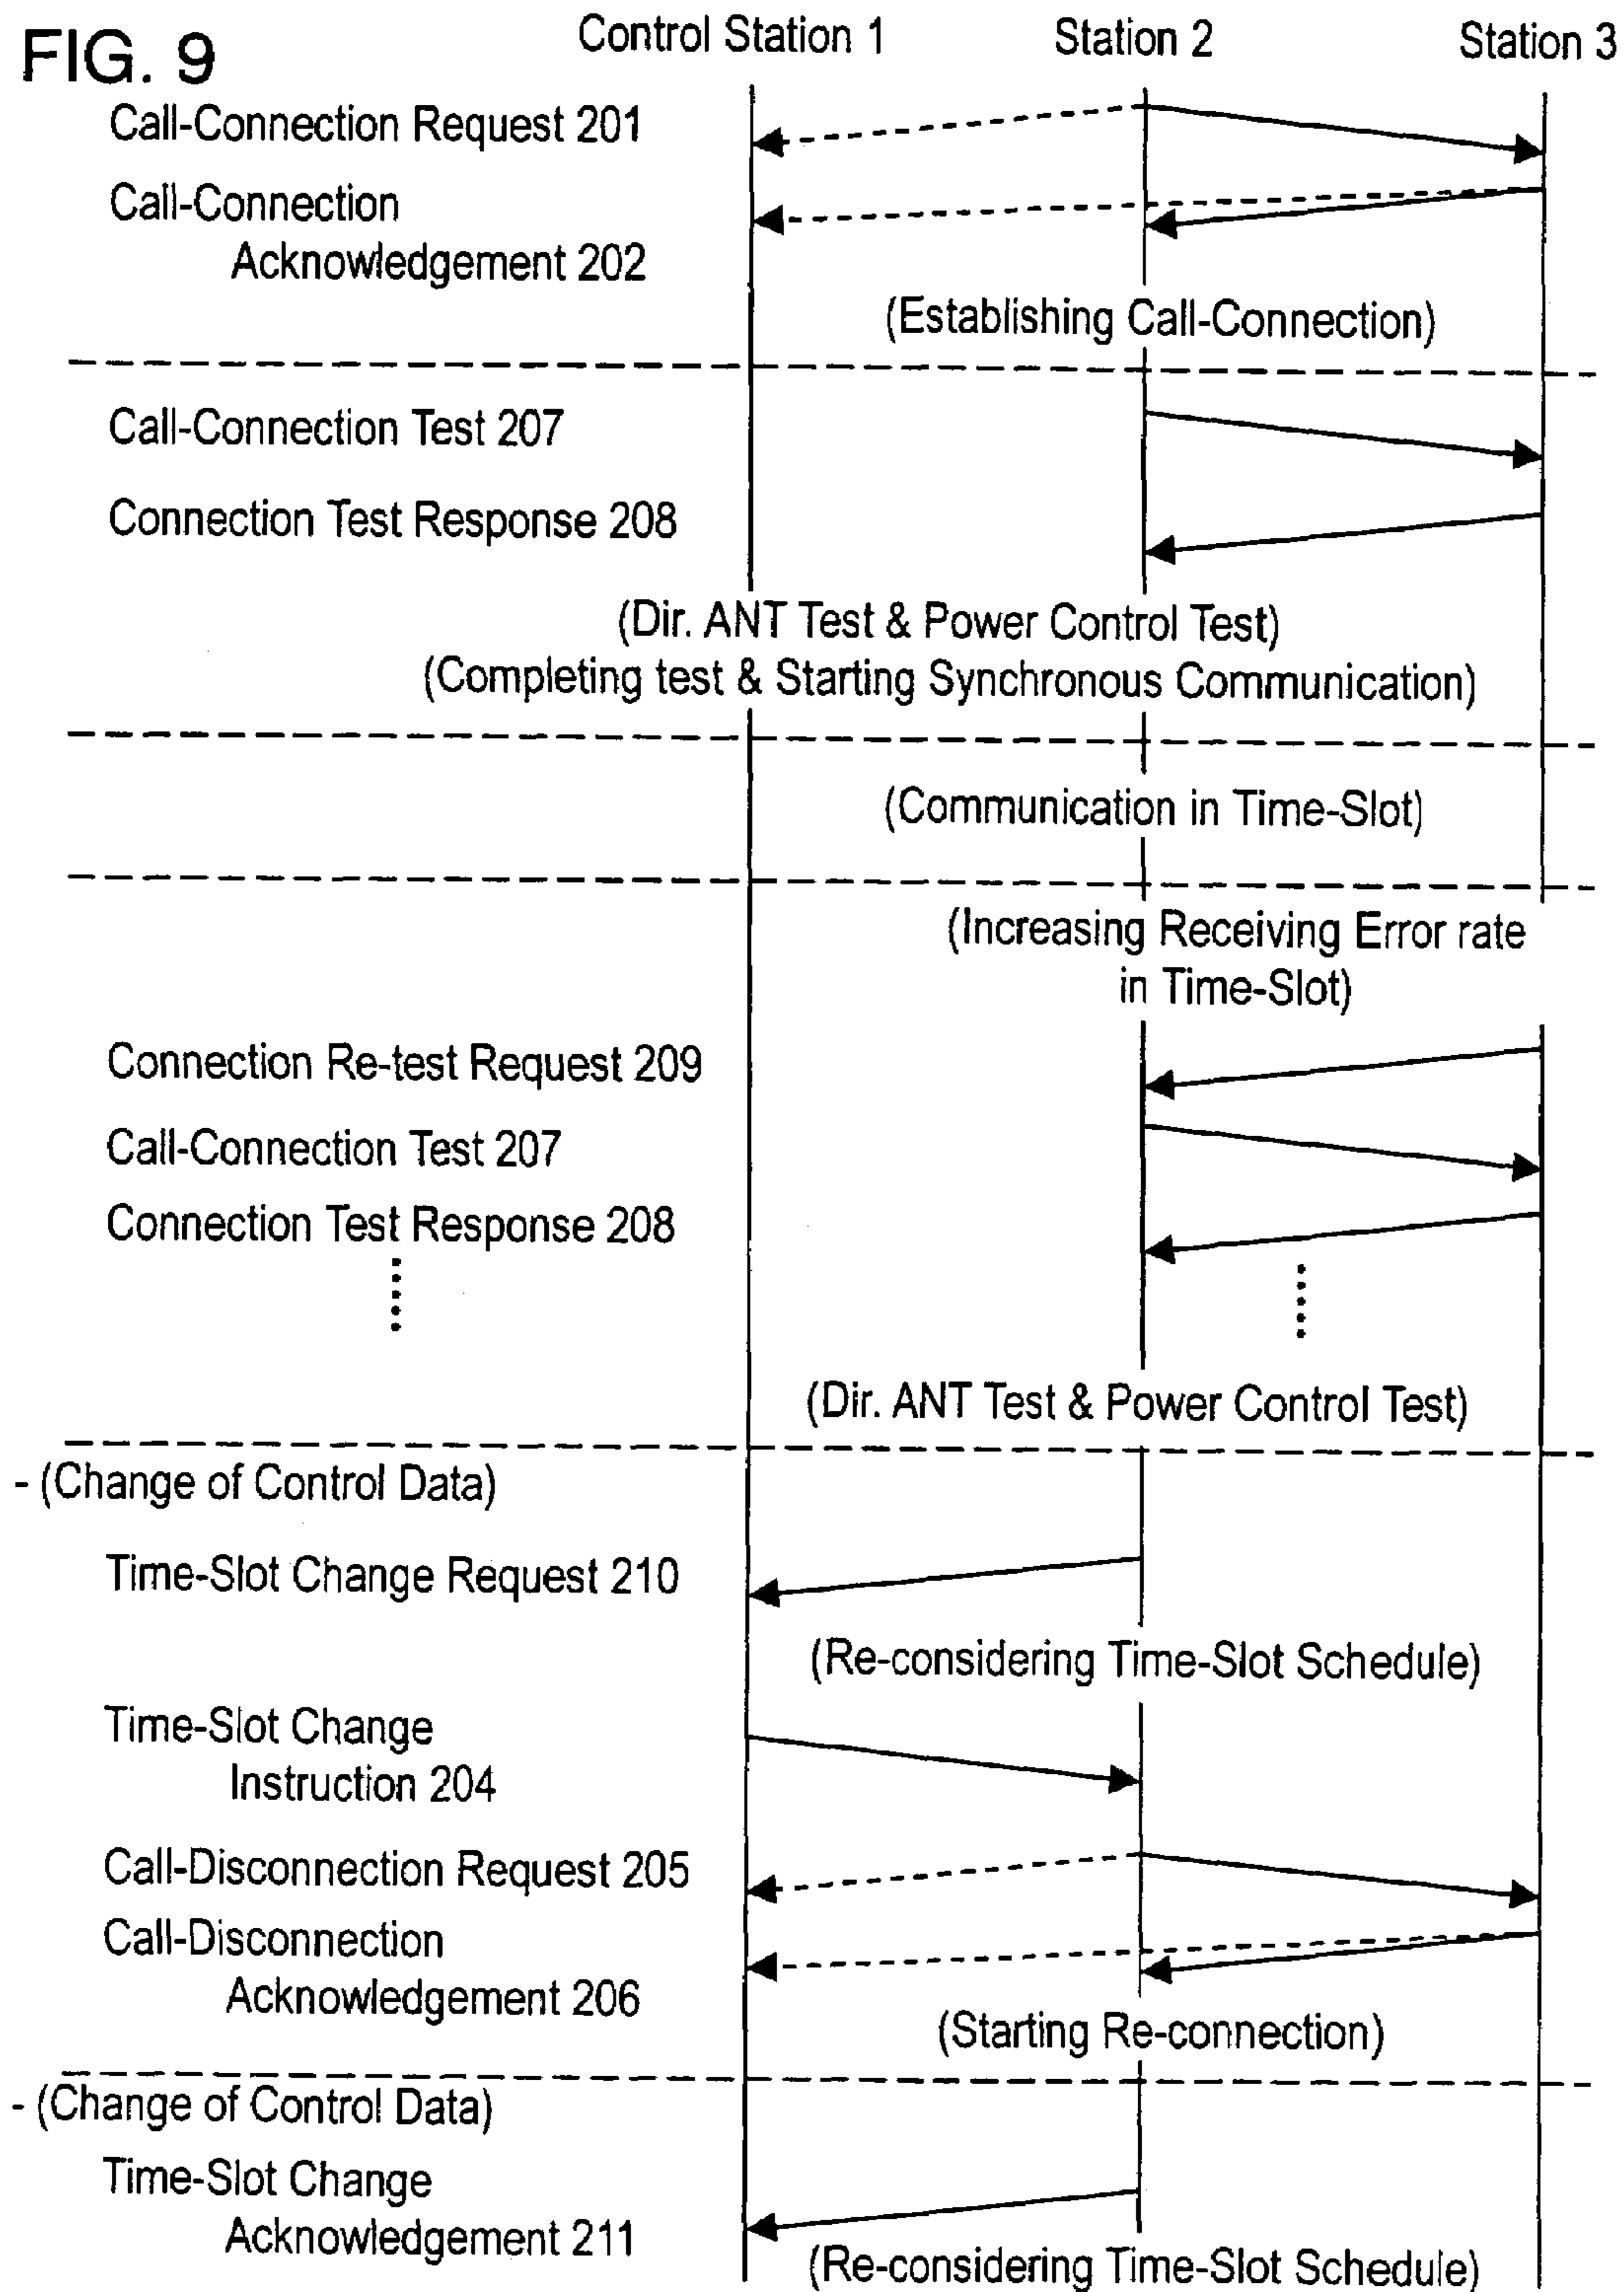 FIG. 9
Control Station 1
Station 2
Station 3
Call-Connection Request 201
Call-Connection
Acknowledgement 202
(Establishing Call-Connection)
Call-Connection Test 207
Connection Test Response 208
(Dir. ANT Test & Power Control Test)
(Completing test & Starting Synchronous Communication)
(Communication in Time-Slot)
(Increasing Receiving Error rate
in Time-Slot)
Connection Re-test Request 209
Call-Connection Test 207
Connection Test Response 208
(Dir. ANT Test & Power Control Test)
- (Change of Control Data)
Time-Slot Change Request 210
(Re-considering Time-Slot Schedule)
Time-Slot Change
Instruction 204
Call-Disconnection Request 205
Call-Disconnection
Acknowledgement 206
(Starting Re-connection)
- (Change of Control Data)
Time-Slot Change
Acknowledgement 211
(Re-considering Time-Slot Schedule)